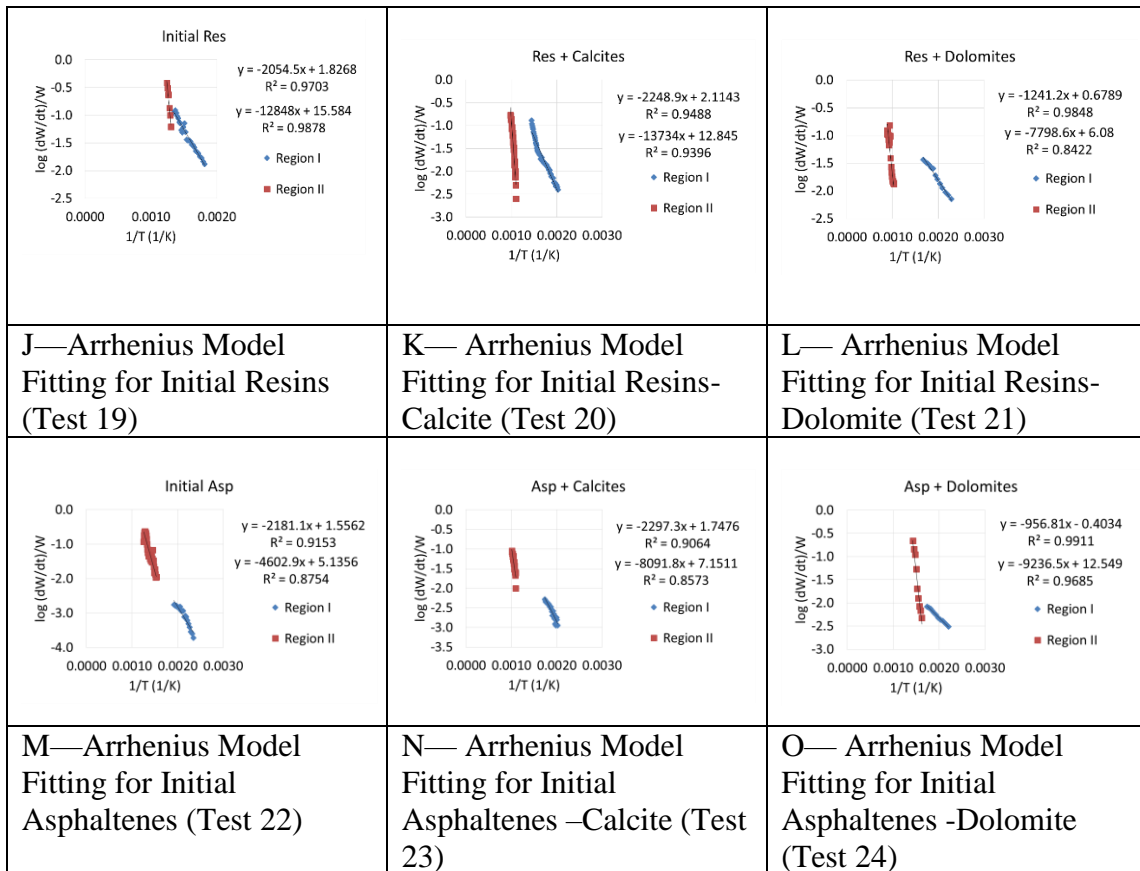 Initial Res
0.0
-0.5
-1.0
-1.5
-2.0
-2.5
log (dW/dt)/W
0.0000 0.0010 0.0020
1/T (1/K)
y = -2054.5x + 1.8268
R² = 0.9703
y = -12848x + 15.584
R² = 0.9878
Region I
Region II
Res + Calcites
0.0
-0.5
-1.0
-1.5
-2.0
-2.5
-3.0
log (dW/dt)/W
0.0000 0.0010 0.0020 0.0030
1/T (1/K)
y = -2248.9x + 2.1143
R² = 0.9488
y = -13734x + 12.845
R² = 0.9396
Region I
Region II
Res + Dolomites
0.0
-0.5
-1.0
-1.5
-2.0
-2.5
log (dW/dt)/W
0.0000 0.0010 0.0020 0.0030
1/T (1/K)
y = -1241.2x + 0.6789
R² = 0.9848
y = -7798.6x + 6.08
R² = 0.8422
Region I
Region II
J—Arrhenius Model
Fitting for Initial Resins
(Test 19)
K— Arrhenius Model
Fitting for Initial Resins-
Calcite (Test 20)
L— Arrhenius Model
Fitting for Initial Resins-
Dolomite (Test 21)
Initial Asp
0.0
-1.0
-2.0
-3.0
-4.0
log (dW/dt)/W
0.0000 0.0010 0.0020 0.0030
1/T (1/K)
y = -2181.1x + 1.5562
R² = 0.9153
y = -4602.9x + 5.1356
R² = 0.8754
Region I
Region II
Asp + Calcites
0.0
-0.5
-1.0
-1.5
-2.0
-2.5
-3.0
-3.5
log (dW/dt)/W
0.0000 0.0010 0.0020 0.0030
1/T (1/K)
y = -2297.3x + 1.7476
R² = 0.9064
y = -8091.8x + 7.1511
R² = 0.8573
Region I
Region II
Asp + Dolomites
0.0
-0.5
-1.0
-1.5
-2.0
-2.5
-3.0
log (dW/dt)/W
0.0000 0.0010 0.0020 0.0030
1/T (1/K)
y = -956.81x - 0.4034
R² = 0.9911
y = -9236.5x + 12.549
R² = 0.9685
Region I
Region II
M—Arrhenius Model
Fitting for Initial
Asphaltenes (Test 22)
N— Arrhenius Model
Fitting for Initial
Asphaltenes –Calcite (Test
23)
O— Arrhenius Model
Fitting for Initial
Asphaltenes -Dolomite
(Test 24)